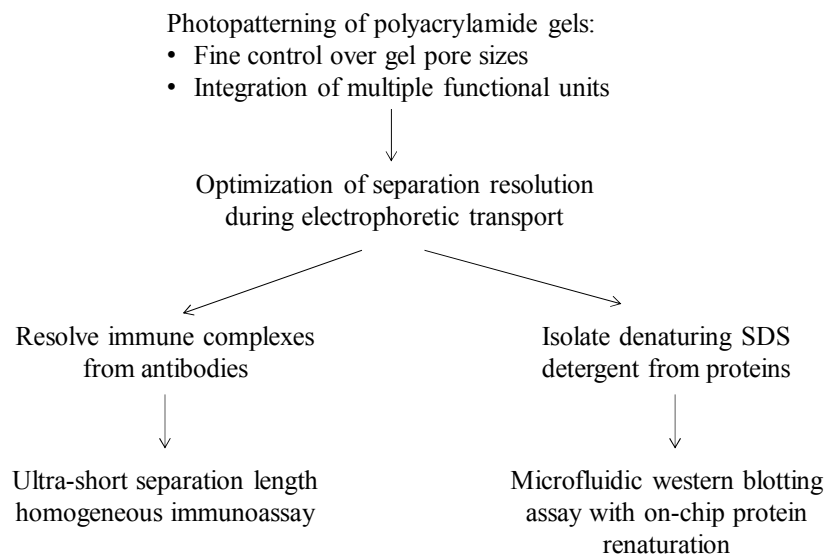 Photopatterning of polyacrylamide gels:
• Fine control over gel pore sizes
• Integration of multiple functional units
Optimization of separation resolution
during electrophoretic transport
Resolve immune complexes
from antibodies
Isolate denaturing SDS
detergent from proteins
Ultra-short separation length
homogeneous immunoassay
Microfluidic western blotting
assay with on-chip protein
renaturation